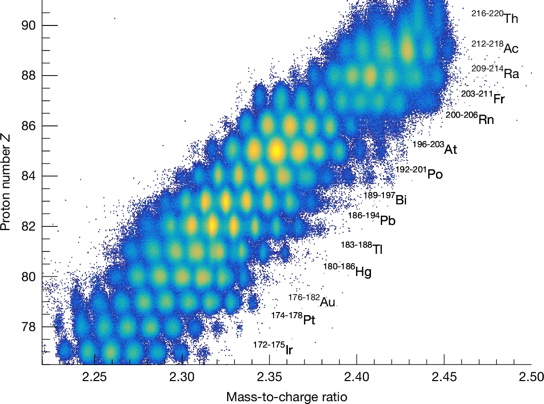 90
88
86
84
82
80
78
Proton number Z
216-220Th
212-218Ac
209-214Ra
203-211Fr
200-206Rn
196-203At
192-201Po
189-197Bi
186-194Pb
183-188Tl
180-186Hg
176-182Au
174-178Pt
172-175Ir
2.25 2.30 2.35 2.40 2.45 2.50
Mass-to-charge ratio